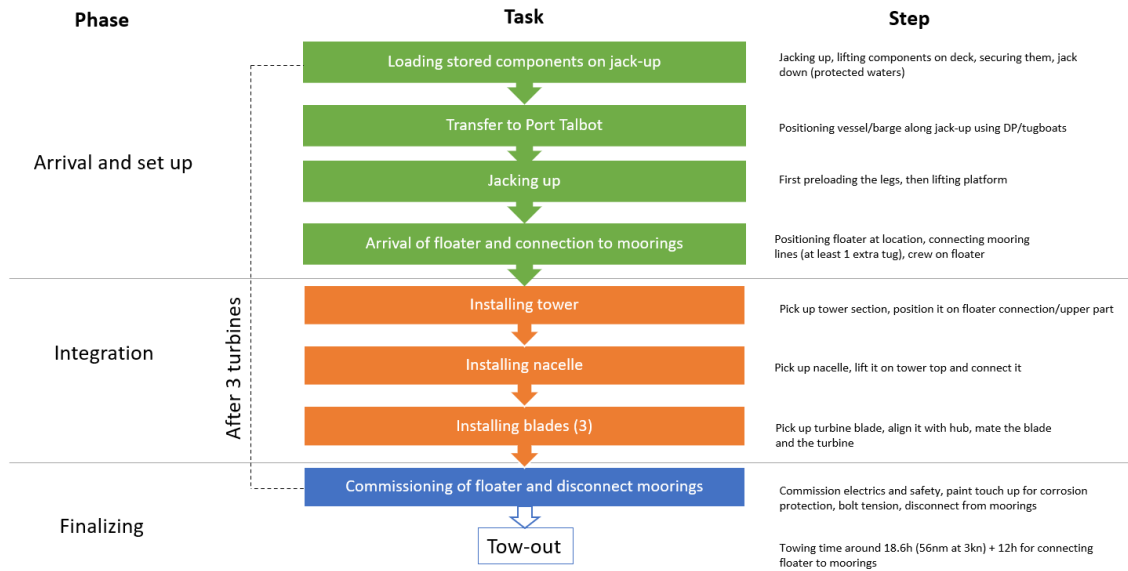 Phase
Task
Step
Loading stored components on jack-up
Jacking up, lifting components on deck, securing them, jack
down (protected waters)
Transfer to Port Talbot
Positioning vessel/barge along jack-up using DP/tugboats
Arrival and set up
Jacking up
First preloading the legs, then lifting platform
Arrival of floater and connection to moorings
Positioning floater at location, connecting mooring
lines (at least 1 extra tug), crew on floater
After 3 turbines
Installing tower
Pick up tower section, position it on floater connection/upper part
Integration
Installing nacelle
Pick up nacelle, lift it on tower top and connect it
Installing blades (3)
Pick up turbine blade, align it with hub, mate the blade
and the turbine
Commissioning of floater and disconnect moorings
Commission electrics and safety, paint touch up for corrosion
protection, bolt tension, disconnect from moorings
Finalizing
Tow-out
Towing time around 18.6h (56nm at 3kn) + 12h for connecting
floater to moorings